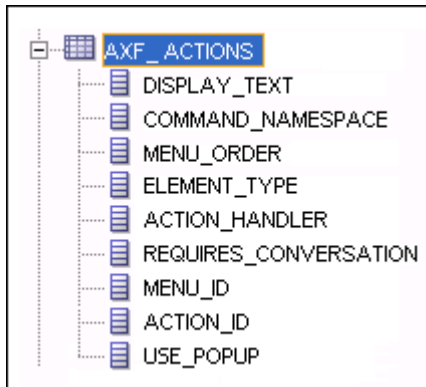 AXF_ACTIONS
DISPLAY_TEXT
COMMAND_NAMESPACE
MENU_ORDER
ELEMENT_TYPE
ACTION_HANDLER
REQUIRES_CONVERSATION
MENU_ID
ACTION_ID
USE_POPUP